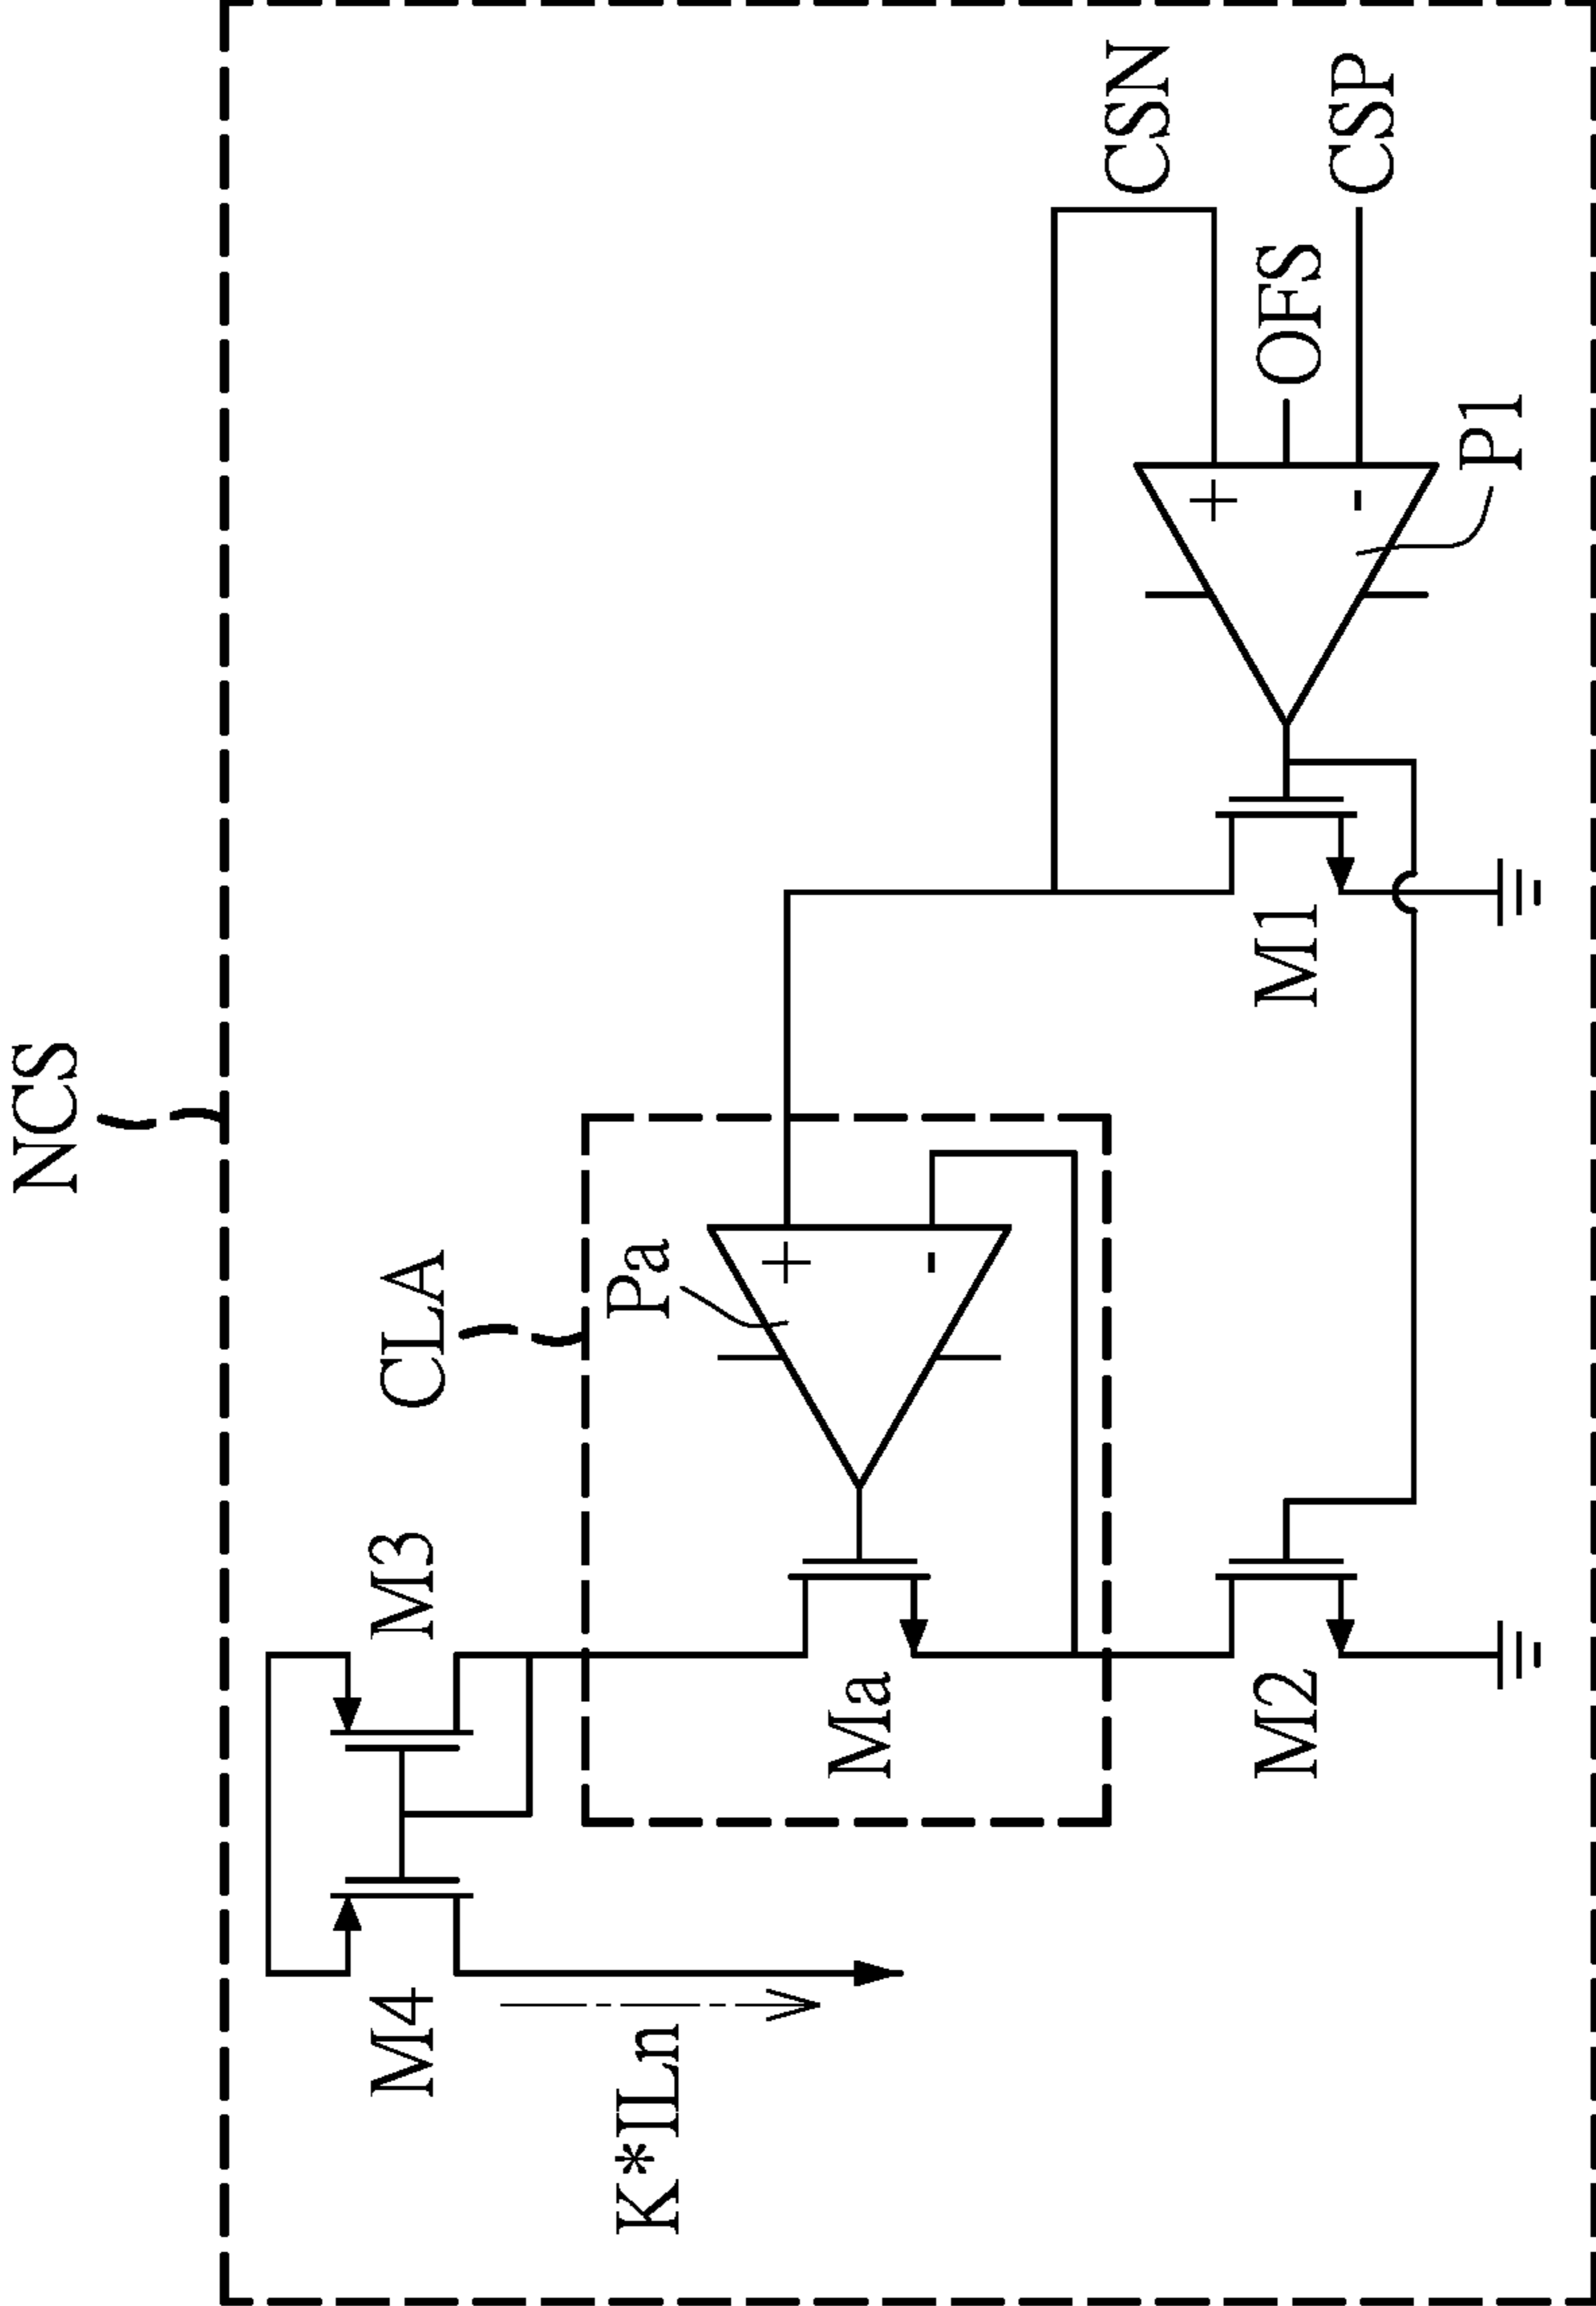 NCS
CLA
M4
M3
K*ILn
Pa
Ma
M2
M1
CSN
OFS
CSP
P1
+
-
+
-